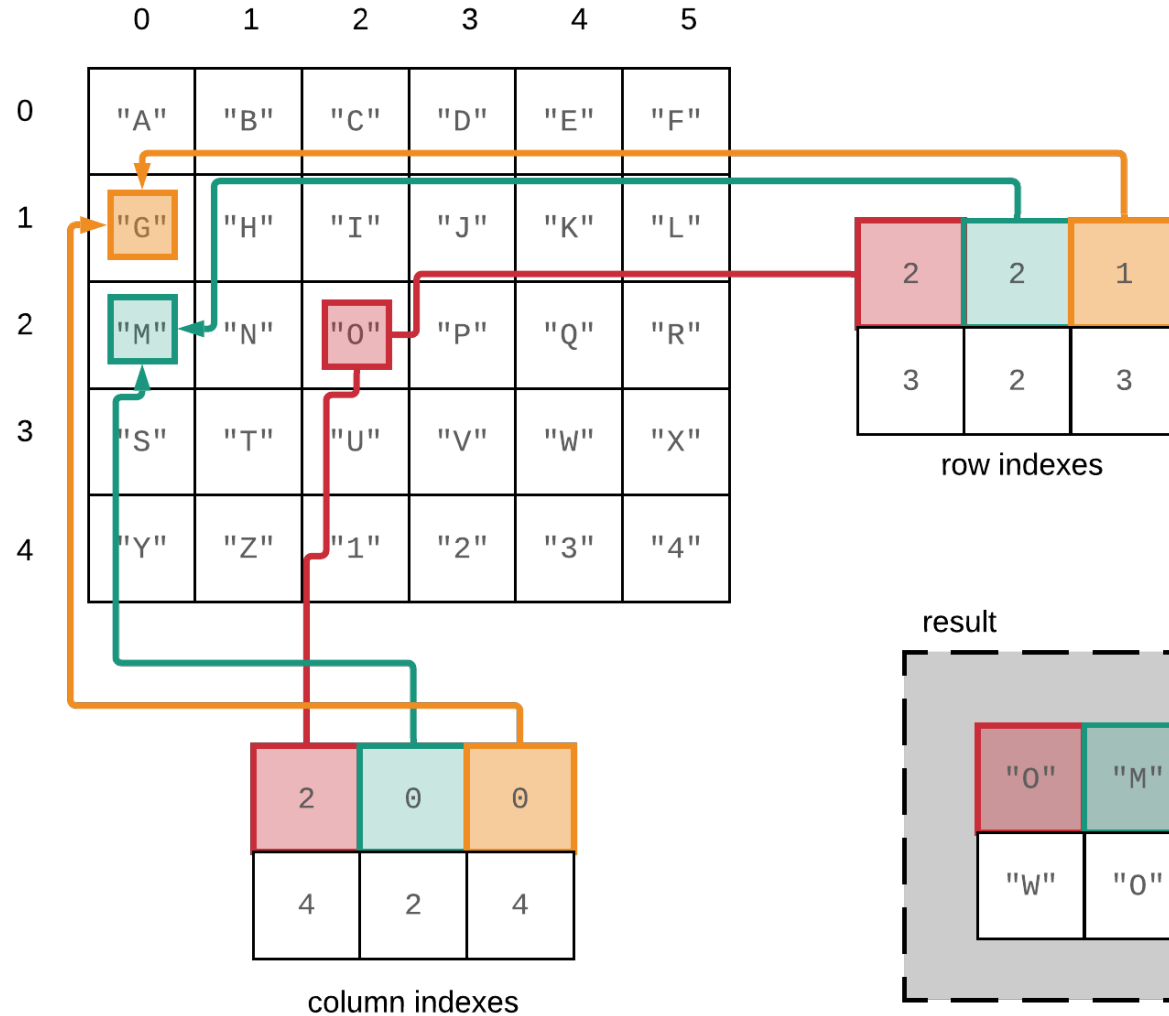 0 1 2 3 4 5
0 "A" "B" "C" "D" "E" "F"
1 "G" "H" "I" "J" "K" "L"
2 "M" "N" "O" "P" "Q" "R"
3 "S" "T" "U" "V" "W" "X"
4 "Y" "Z" "1" "2" "3" "4"
2 2 1
3 2 3
row indexes
result
"O" "M"
"W" "O"
2 0 0
4 2 4
column indexes